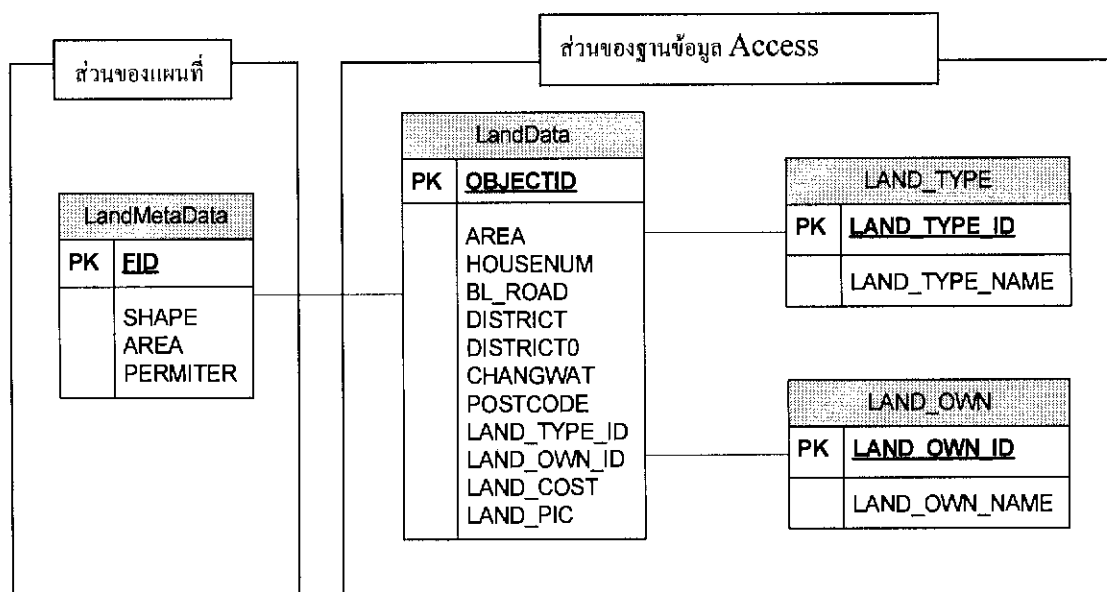 ส่วนของแผนที่
ส่วนของฐานข้อมูล Access
LandMetaData
PK FID
SHAPE
AREA
PERMITER
LandData
PK OBJECTID
AREA
HOUSENUM
BL_ROAD
DISTRICT
DISTRICT0
CHANGWAT
POSTCODE
LAND_TYPE_ID
LAND_OWN_ID
LAND_COST
LAND_PIC
LAND_TYPE
PK LAND_TYPE_ID
LAND_TYPE_NAME
LAND_OWN
PK LAND_OWN_ID
LAND_OWN_NAME